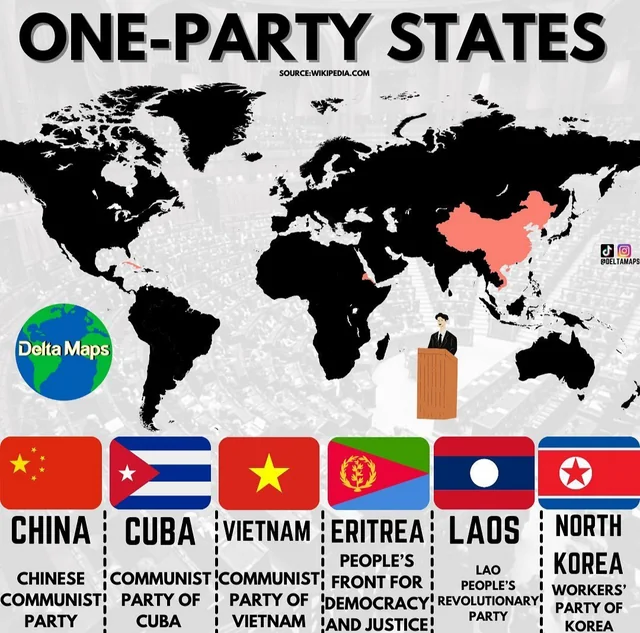 ONE-PARTY STATES
SOURCE:WIKIPEDIA.COM
@DELTAMAPS
Delta Maps
CHINA
CHINESE
COMMUNIST
PARTY
CUBA
COMMUNIST
PARTY OF
CUBA
VIETNAM
COMMUNIST
PARTY OF
VIETNAM
ERITREA
PEOPLE'S
FRONT FOR
DEMOCRACY
AND JUSTICE
LAOS
LAO
PEOPLE'S
REVOLUTIONARY
PARTY
NORTH
KOREA
WORKERS'
PARTY OF
KOREA